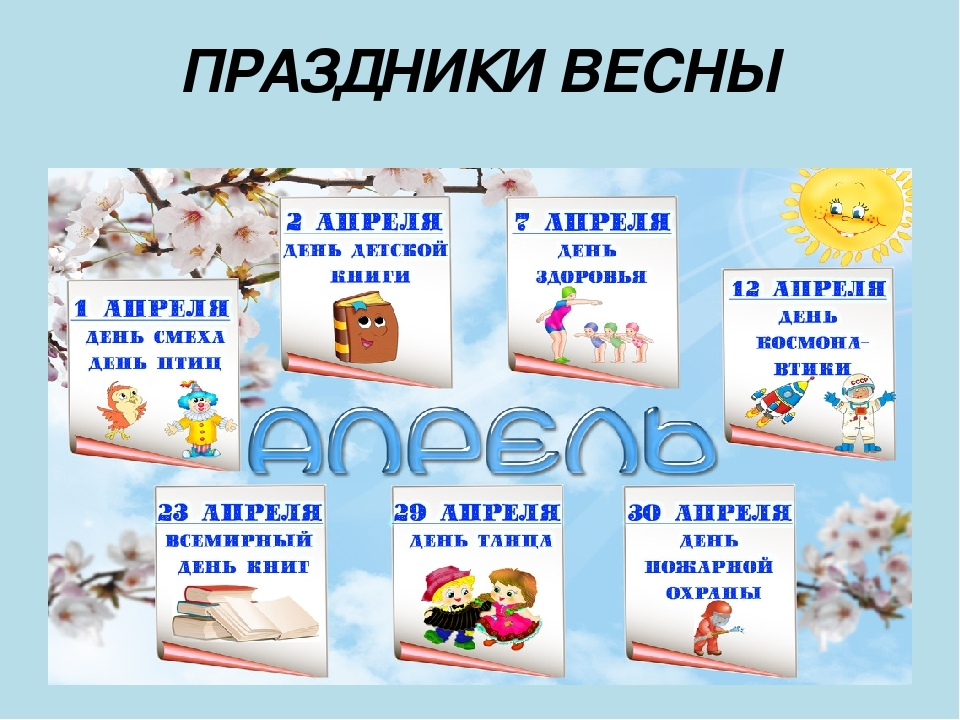 ПРАЗДНИКИ ВЕСНЫ
2 АПРЕЛЯ
ДЕНЬ ДЕТСКОЙ
КНИГИ
7 АПРЕЛЯ
ДЕНЬ
ЗДОРОВЬЯ
1 АПРЕЛЯ
ДЕНЬ СМЕХА
ДЕНЬ ПТИЦ
12 АПРЕЛЯ
ДЕНЬ
КОСМОНА-
ВТИКИ
СССР
АПРЕЛЬ
23 АПРЕЛЯ
ВСЕМИРНЫЙ
ДЕНЬ КНИГ
29 АПРЕЛЯ
ДЕНЬ ТАНЦА
30 АПРЕЛЯ
ДЕНЬ
ПОЖАРНОЙ
ОХРАНЫ